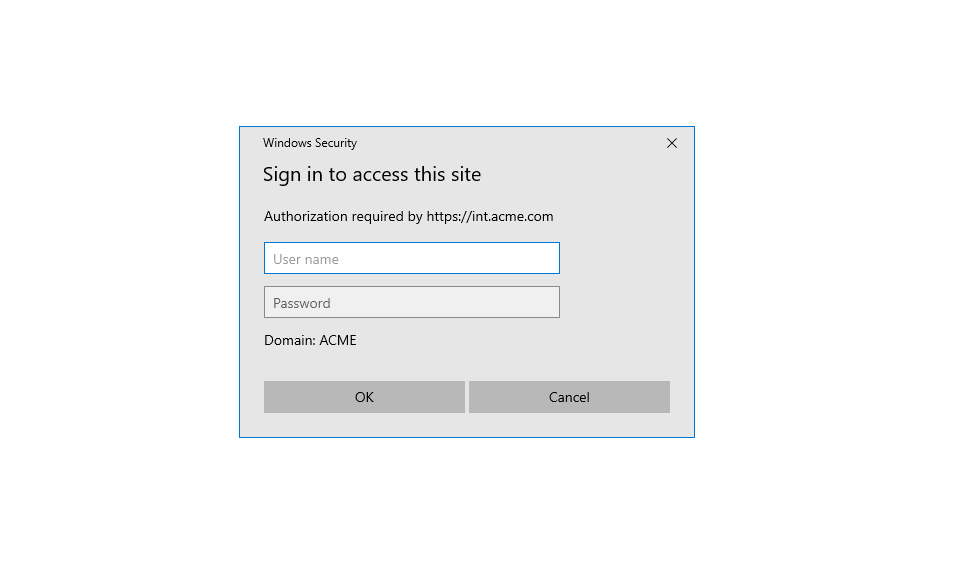 Windows Security
Sign in to access this site
Authorization required by https://int.acme.com
User name
Password
Domain: ACME
OK
Cancel